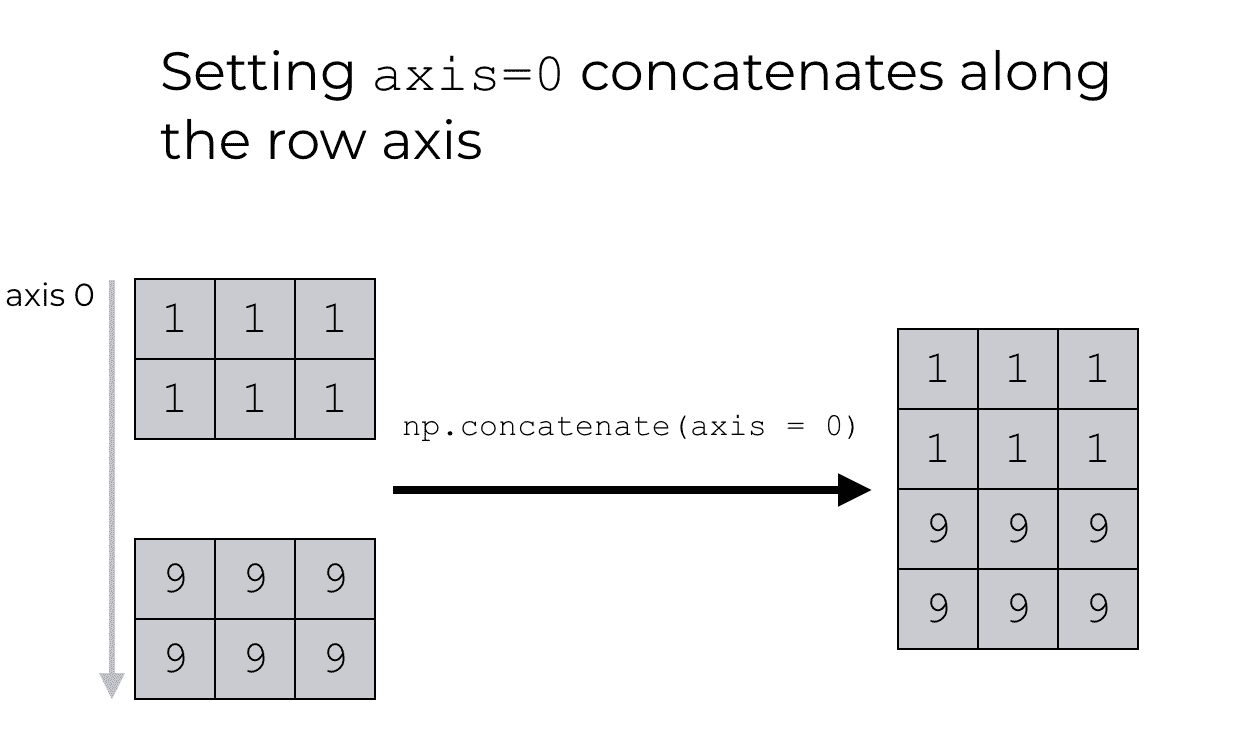 Setting axis=0 concatenates along
the row axis
axis 0
1 1 1
1 1 1
np.concatenate(axis = 0)
9 9 9
9 9 9
1 1 1
1 1 1
9 9 9
9 9 9